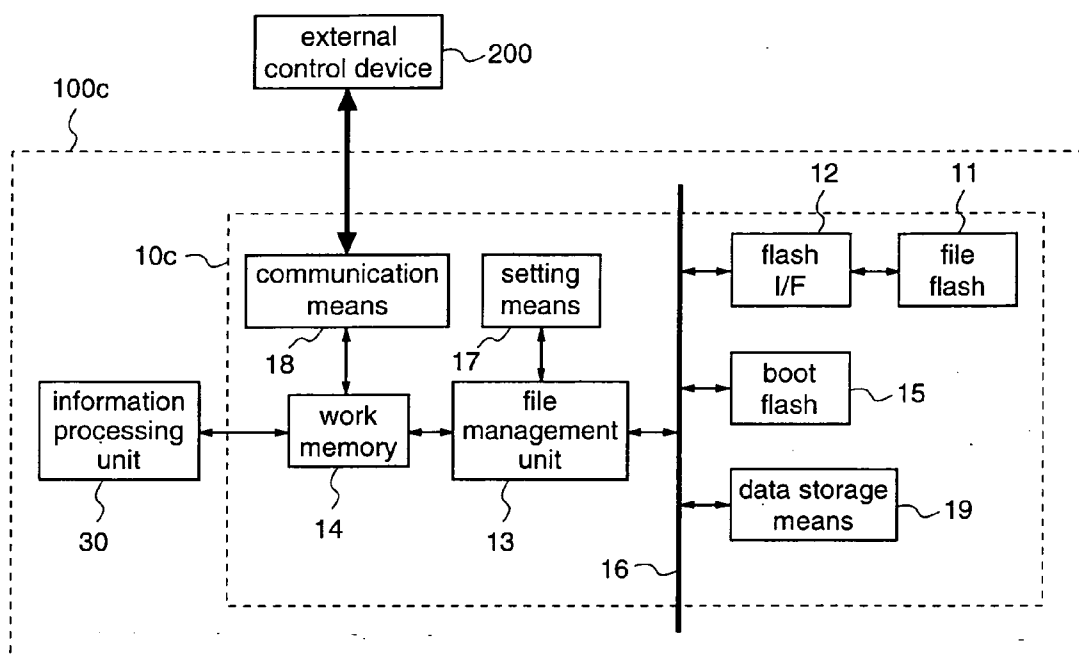 external
control device
200
100c
12
11
10c
communication
means
setting
means
flash
I/F
file
flash
18
17
boot
flash
15
information
processing
unit
work
memory
file
management
unit
data storage
means
19
30
14
13
16